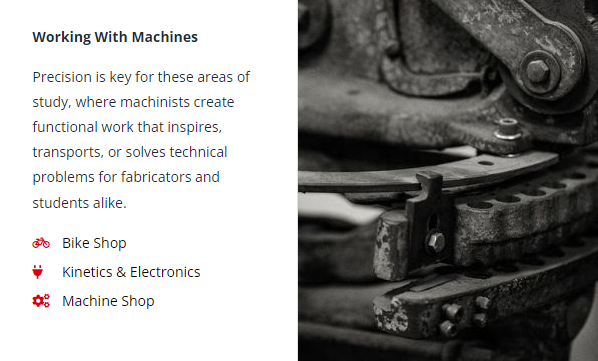 Working With Machines
Precision is key for these areas of
study, where machinists create
functional work that inspires,
transports, or solves technical
problems for fabricators and
students alike.
Bike Shop
Kinetics & Electronics
Machine Shop